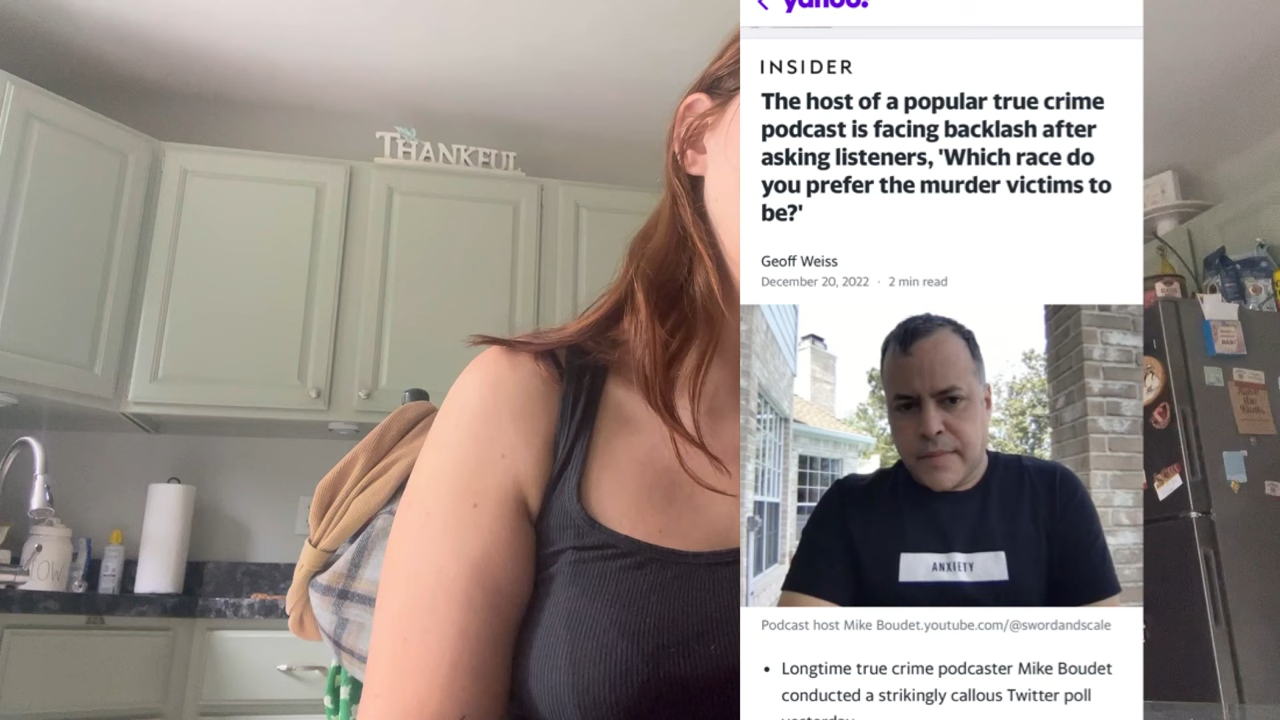 yahoo!
INSIDER
The host of a popular true crime
podcast is facing backlash after
asking listeners, 'Which race do
you prefer the murder victims to
be?'
Geoff Weiss
December 20, 2022 · 2 min read
THANKFUL
ANXIETY
Podcast host Mike Boudet.youtube.com/@swordandscale
• Longtime true crime podcaster Mike Boudet
conducted a strikingly callous Twitter poll
yesterday